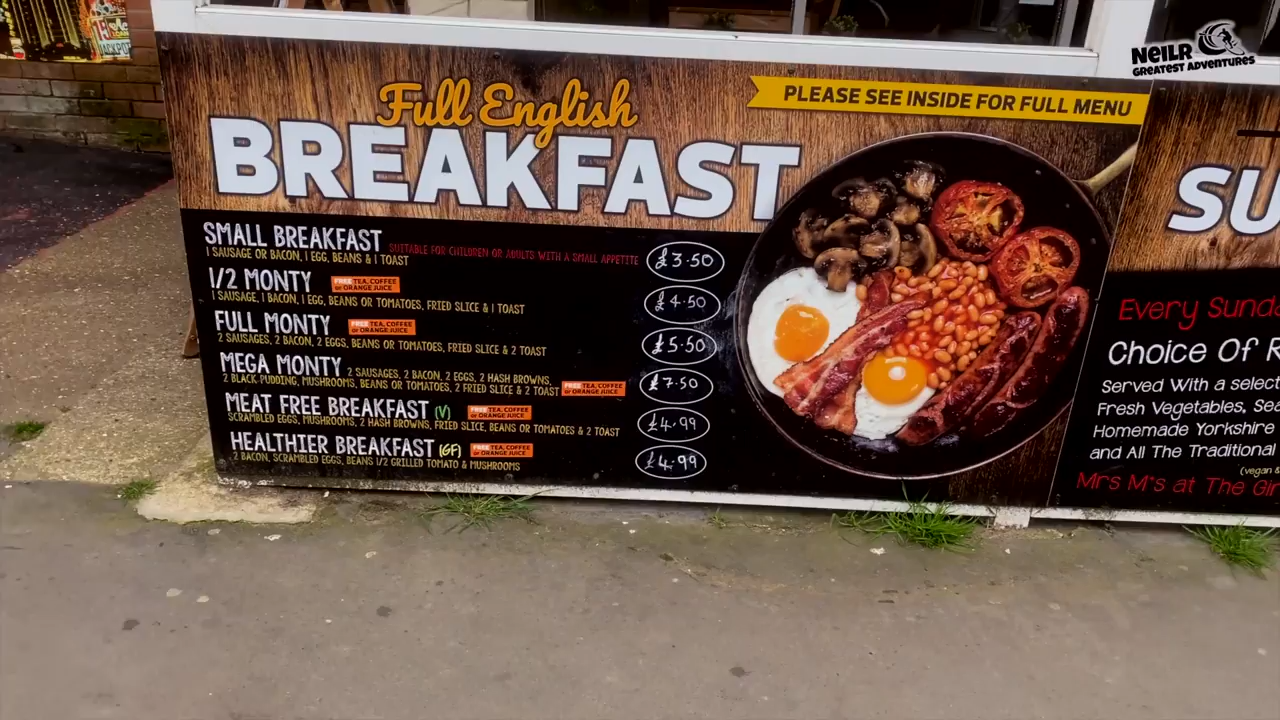 NEILR
GREATEST ADVENTURES
JACKPOT
Full English
BREAKFAST
PLEASE SEE INSIDE FOR FULL MENU
SMALL BREAKFAST SUITABLE FOR CHILDREN OR ADULTS WITH A SMALL APPETITE £3.50
1 SAUSAGE OR BACON, 1 EGG, BEANS & 1 TOAST
1/2 MONTY FREE TEA, COFFEE OR ORANGE JUICE £4.50
1 SAUSAGE, 1 BACON, 1 EGG, BEANS OR TOMATOES, FRIED SLICE & 1 TOAST
FULL MONTY FREE TEA, COFFEE OR ORANGE JUICE £5.50
2 SAUSAGES, 2 BACON, 2 EGGS, BEANS OR TOMATOES, FRIED SLICE & 2 TOAST
MEGA MONTY 2 SAUSAGES, 2 BACON, 2 EGGS, 2 HASH BROWNS, £7.50
2 BLACK PUDDING, MUSHROOMS, BEANS OR TOMATOES, 2 FRIED SLICE & 2 TOAST FREE TEA, COFFEE OR ORANGE JUICE
MEAT FREE BREAKFAST (V) FREE TEA, COFFEE OR ORANGE JUICE £4.99
SCRAMBLED EGGS, MUSHROOMS, 2 HASH BROWNS, FRIED SLICE, BEANS OR TOMATOES & 2 TOAST
HEALTHIER BREAKFAST (GF) FREE TEA, COFFEE OR ORANGE JUICE £4.99
2 BACON, SCRAMBLED EGGS, BEANS 1/2 GRILLED TOMATO & MUSHROOMS
SU
Every Sunda
Choice Of R
Served With a select
Fresh Vegetables, Sea
Homemade Yorkshire
and All The Traditional
(vegan &
Mrs M's at The Gir